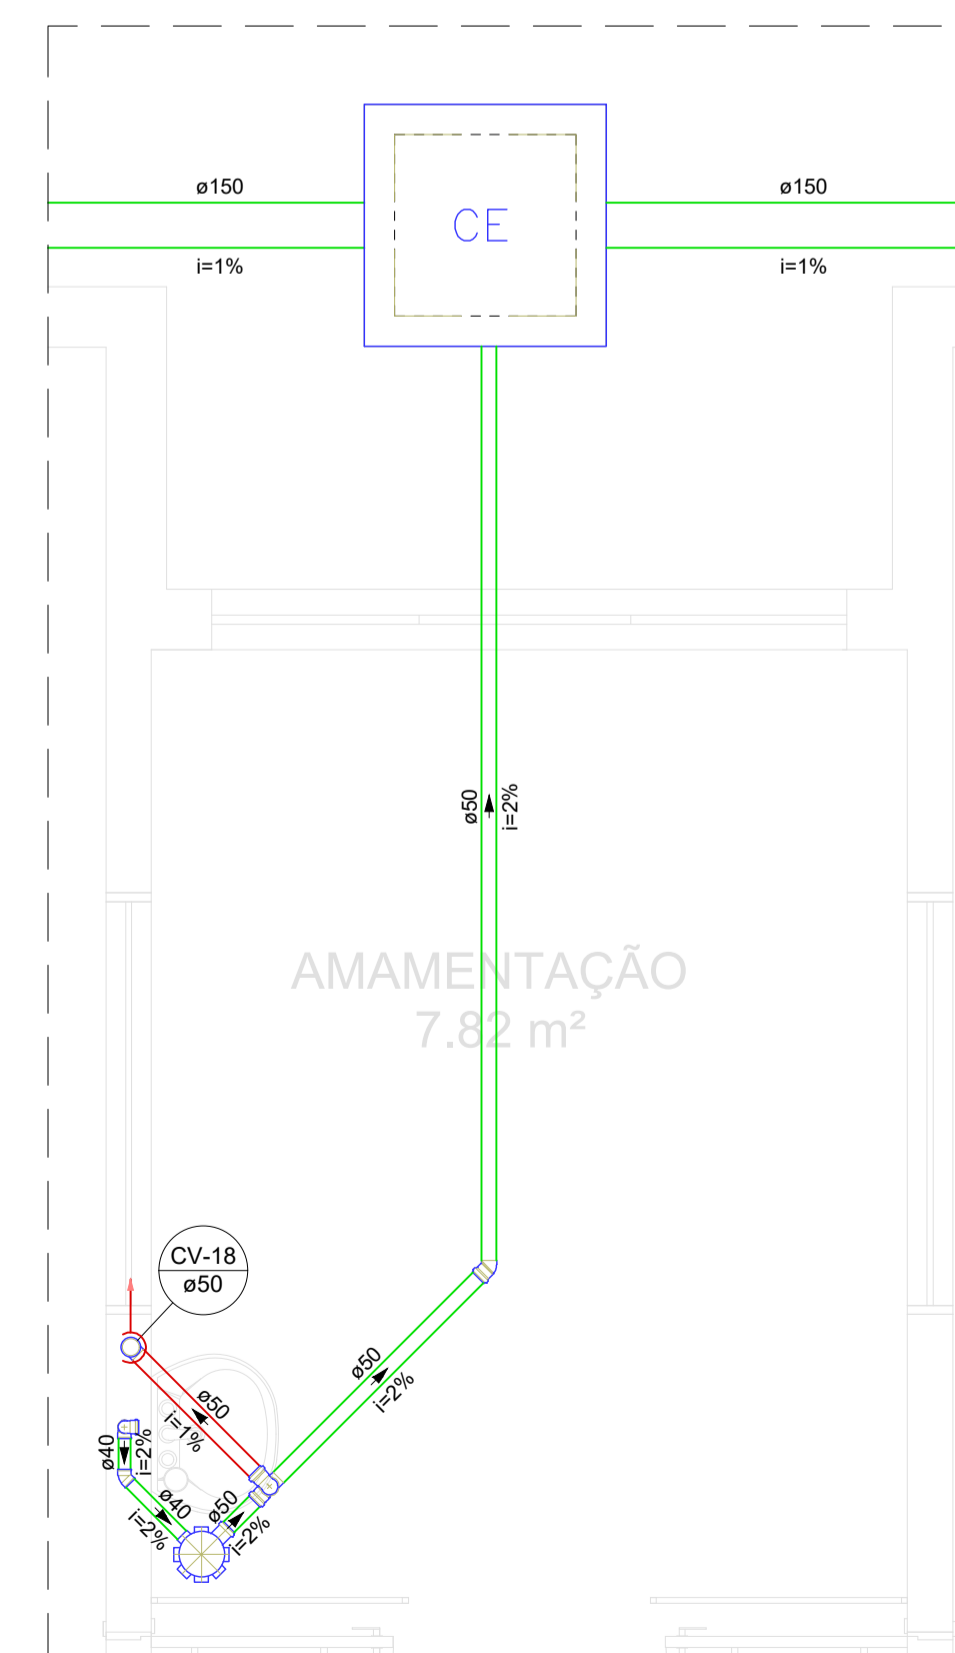 ø150
ø150
CE
i=1%
i=1%
ø50
i=2%
AMAMENTAÇÃO
7.82 m²
CV-18
ø50
ø50
i=2%
ø50
i=1%
ø40
i=2%
ø40
i=2%
ø50
i=2%